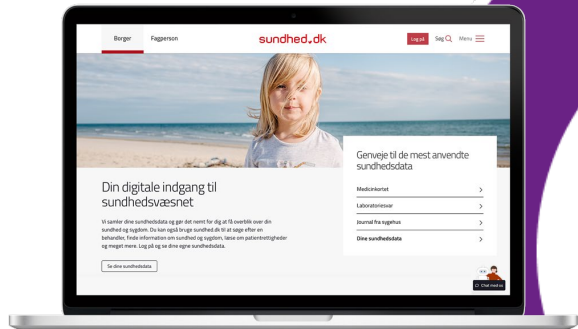 Borger
Fagperson
sundhed.dk
Log på
Søg
Menu
Din digitale indgang til
sundhedsvæsnet
Vi samler dine sundhedsdata og gør det nemt for dig at få overblik over din
sundhed og sygdom. Du kan også bruge sundhed.dk til at søge efter en
behandler, finde information om sundhed og sygdom, læse om patientrettigheder
og meget mere. Log på og se dine egne sundhedsdata.
Se dine sundhedsdata
Genveje til de mest anvendte
sundhedsdata
Medicinkortet
Laboratoriesvar
Journal fra sygehus
Dine sundhedsdata
Chat med os